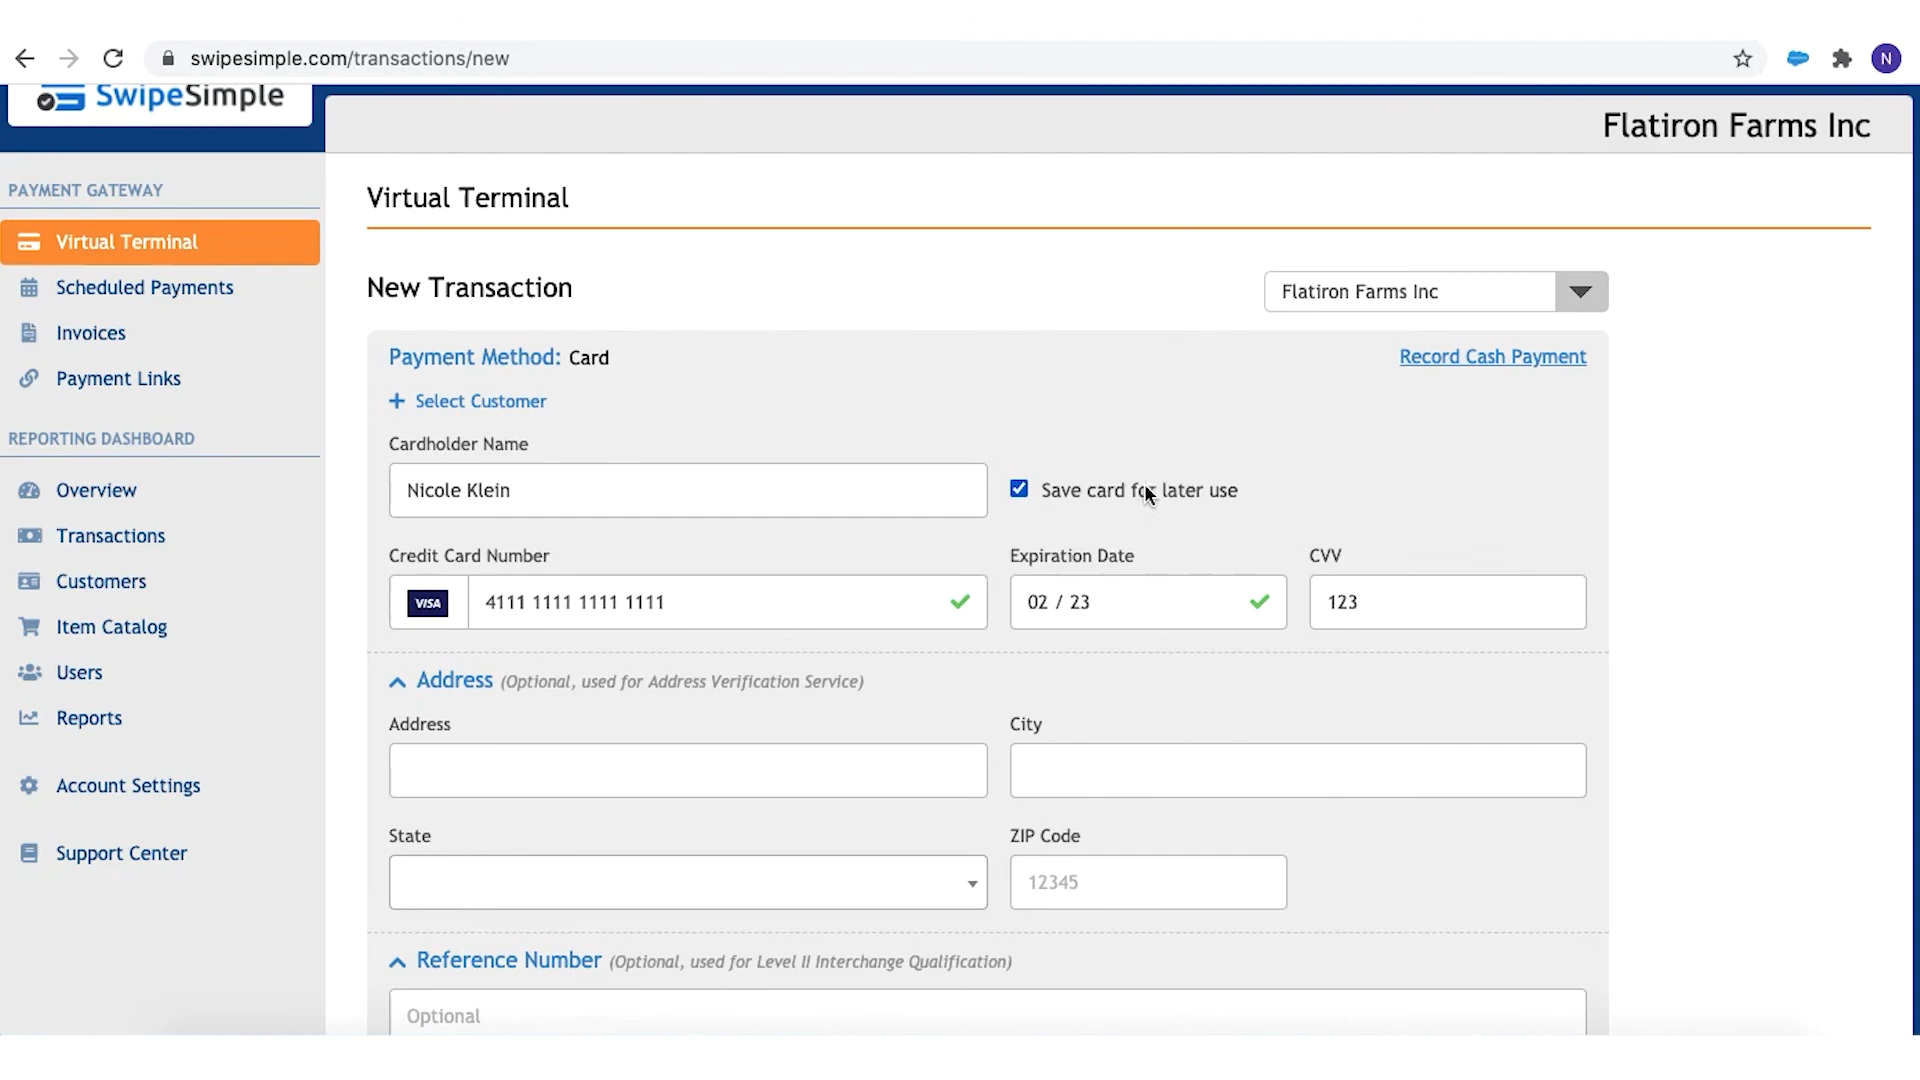 swipesimple.com/transactions/new
N
SwipeSimple
Flatiron Farms Inc
PAYMENT GATEWAY
Virtual Terminal
Scheduled Payments
Invoices
Payment Links
REPORTING DASHBOARD
Overview
Transactions
Customers
Item Catalog
Users
Reports
Account Settings
Support Center
Virtual Terminal
New Transaction
Flatiron Farms Inc
Payment Method: Card
Record Cash Payment
+ Select Customer
Cardholder Name
Nicole Klein
Save card for later use
Credit Card Number
Expiration Date
CVV
VISA
4111 1111 1111 1111
02 / 23
123
Address (Optional, used for Address Verification Service)
Address
City
State
ZIP Code
12345
Reference Number (Optional, used for Level II Interchange Qualification)
Optional